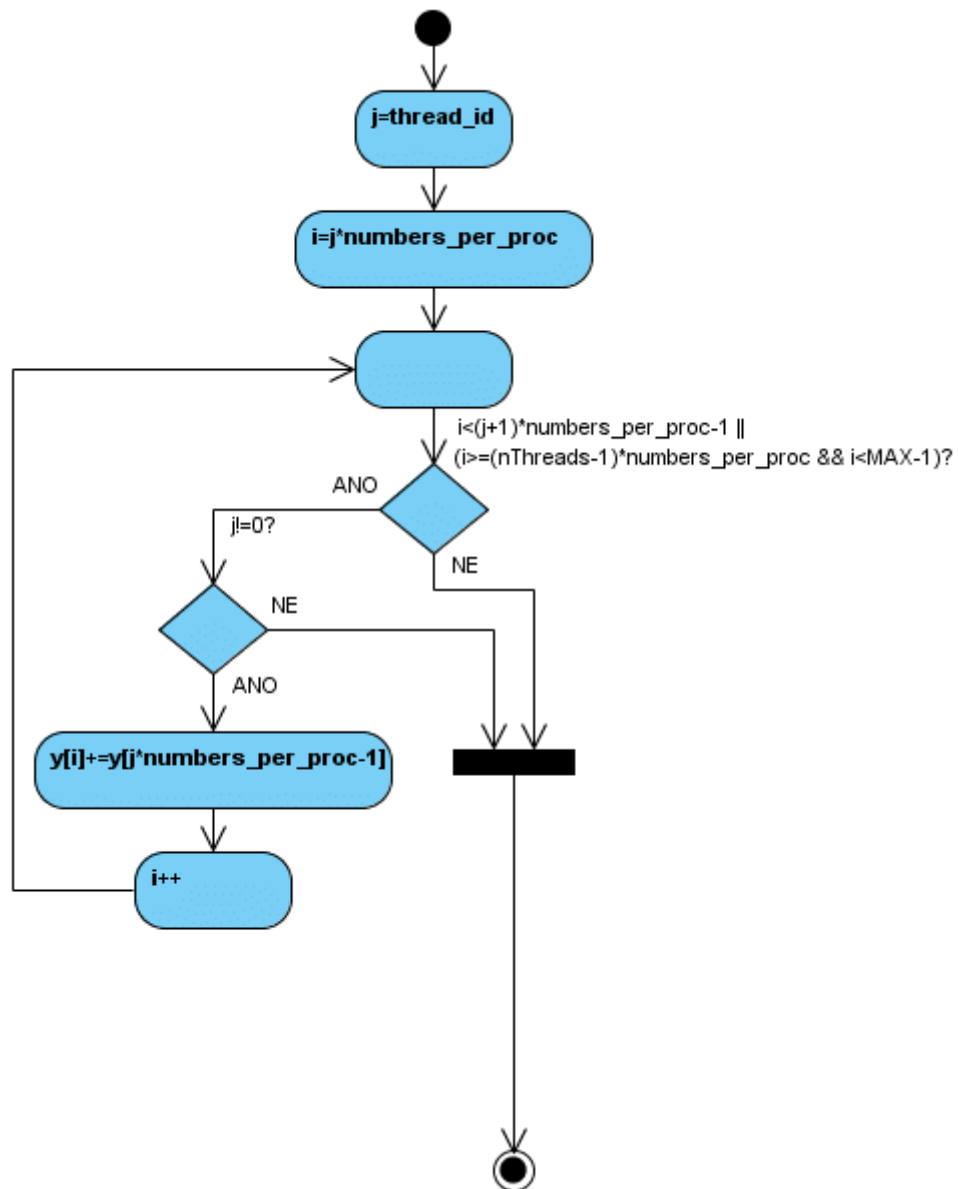 j=thread_id
i=j*numbers_per_proc
i<(j+1)*numbers_per_proc-1 ||
(i>=(nThreads-1)*numbers_per_proc && i<MAX-1)?
ANO
j!=0?
NE
NE
ANO
y[i]+=y[j*numbers_per_proc-1]
i++